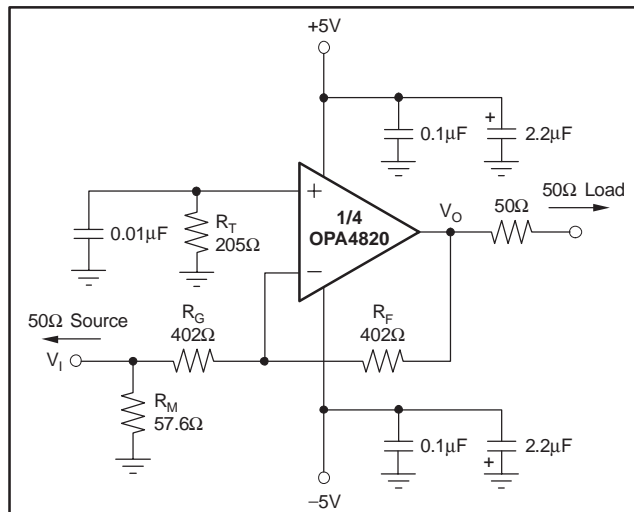 +5V
0.1μF
+
2.2μF
50Ω Load
+
1/4
OPA4820
−
V_O
50Ω
0.01μF
R_T
205Ω
50Ω Source
V_I
R_G
402Ω
R_F
402Ω
R_M
57.6Ω
0.1μF
2.2μF
+
−5V